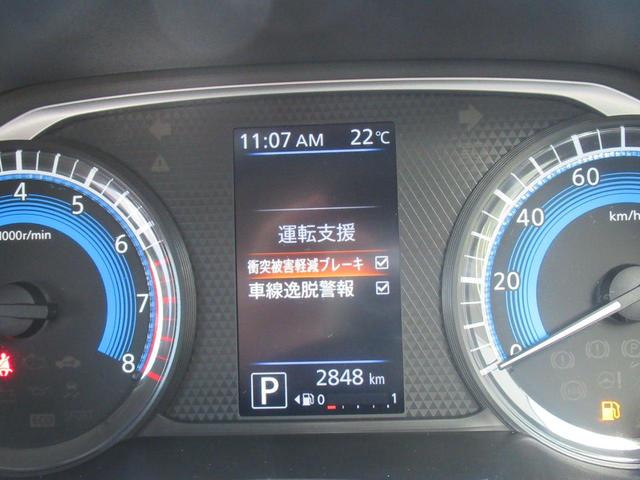 11:07 AM 22℃
運転支援
衝突被害軽減ブレーキ
車線逸脱警報
2848 km
P 0 1
4 5 6 7 8
1000r/min
0 20 40 60
km/h